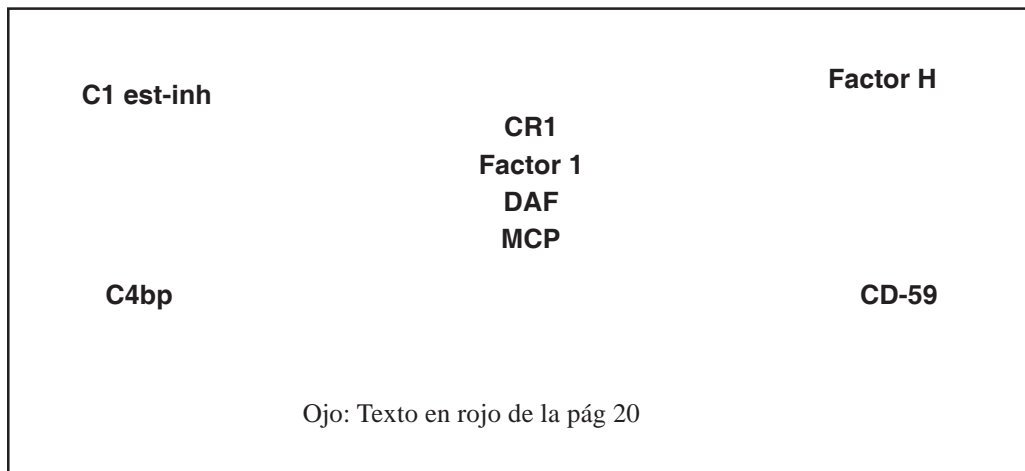 C1 est-inh
Factor H
CR1
Factor 1
DAF
MCP
C4bp
CD-59
Ojo: Texto en rojo de la pág 20